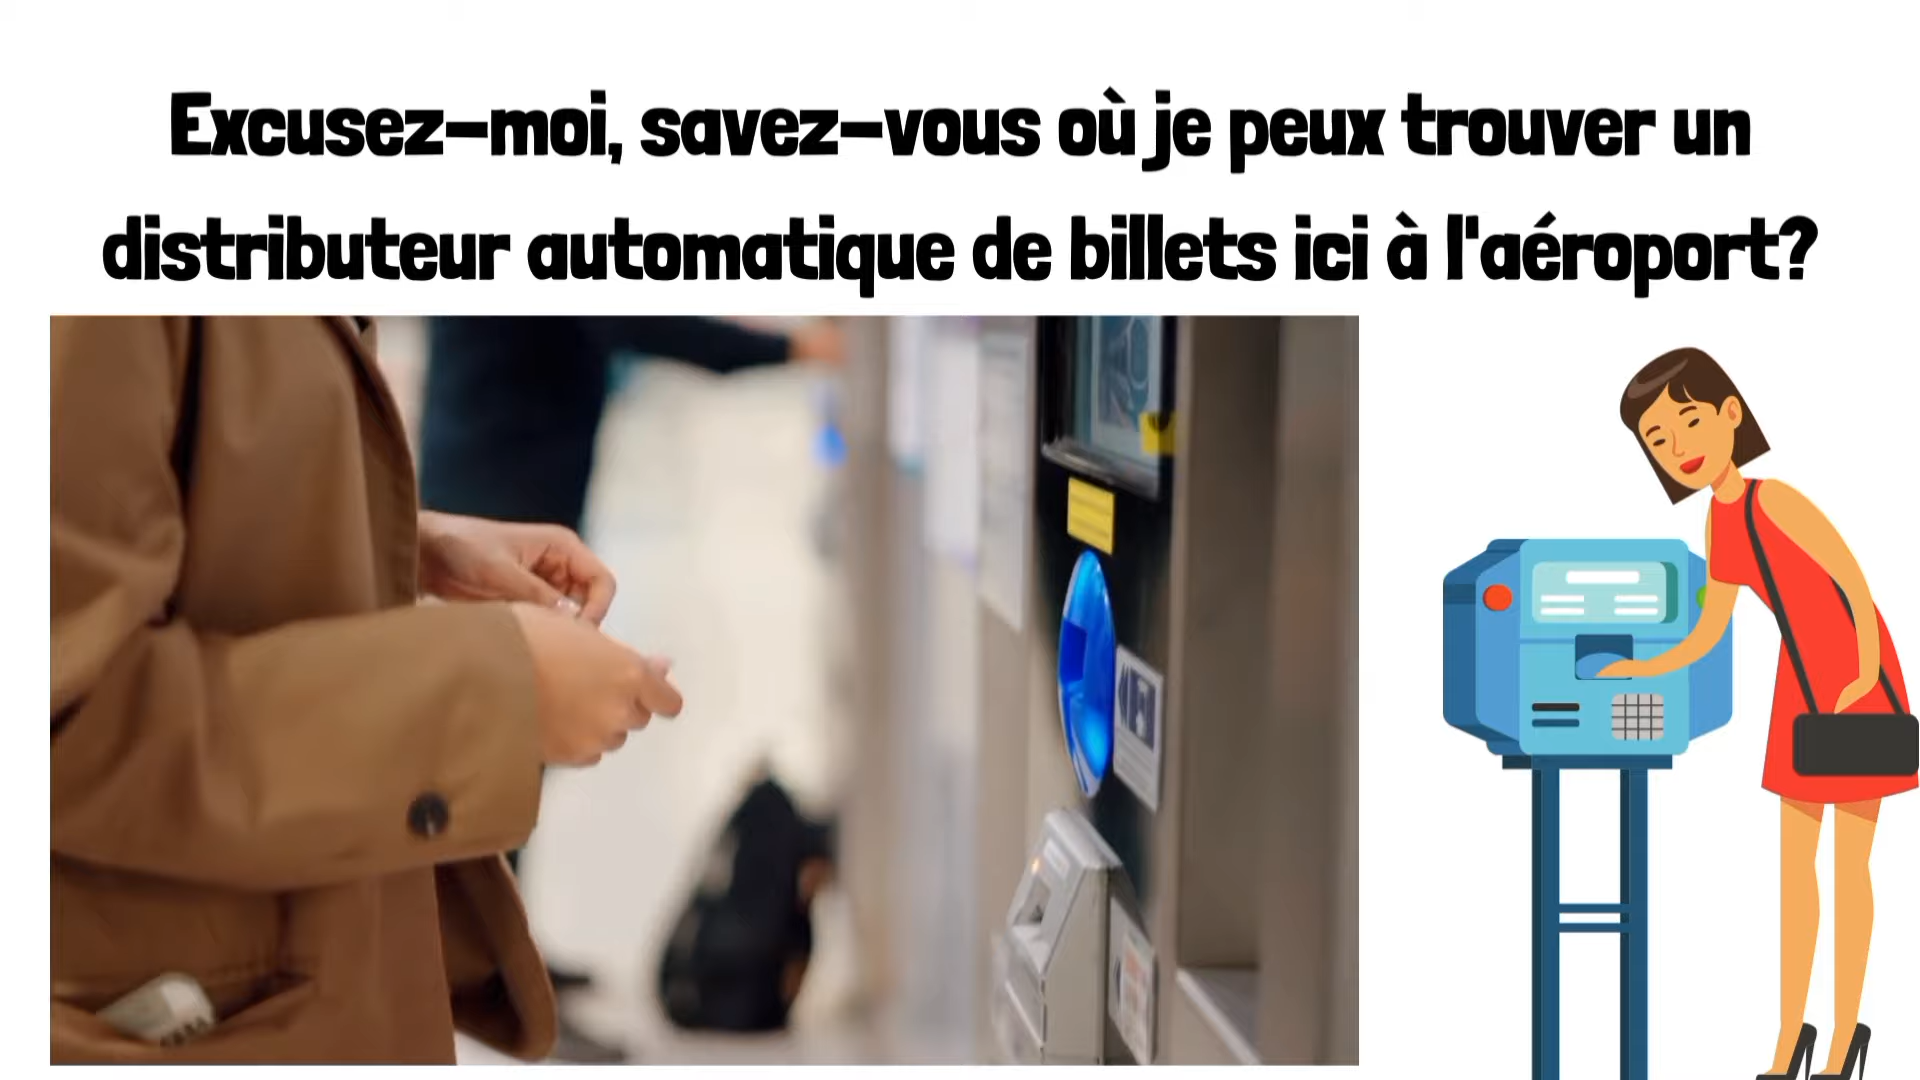 Excusez-moi, savez-vous où je peux trouver un
distributeur automatique de billets ici à l'aéroport?